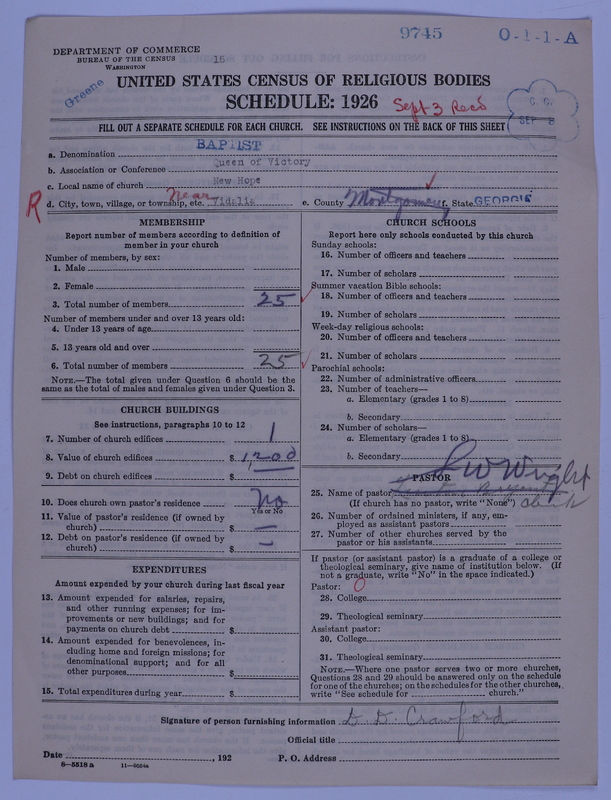 9745 O-1-1-A
DEPARTMENT OF COMMERCE
BUREAU OF THE CENSUS 15
WASHINGTON
Greene
UNITED STATES CENSUS OF RELIGIOUS BODIES
SCHEDULE: 1926 Sept 3 Recd
C. O.
SEP 8
FILL OUT A SEPARATE SCHEDULE FOR EACH CHURCH. SEE INSTRUCTIONS ON THE BACK OF THIS SHEET
a. Denomination BAPTIST
b. Association or Conference Queen of Victory
c. Local name of church New Hope
R d. City, town, village, or township, etc. Near Vidalia e. County Montgomery f. State GEORGIA
MEMBERSHIP
Report number of members according to definition of
member in your church
Number of members, by sex:
1. Male
2. Female
3. Total number of members 25
Number of members under and over 13 years old:
4. Under 13 years of age
5. 13 years old and over
6. Total number of members 25
NOTE.—The total given under Question 6 should be the
same as the total of males and females given under Question 3.
CHURCH BUILDINGS
See instructions, paragraphs 10 to 12
7. Number of church edifices 1
8. Value of church edifices $ 1,200
9. Debt on church edifices $
10. Does church own pastor's residence No
Yes or No
11. Value of pastor's residence (if owned by
church) $ —
12. Debt on pastor's residence (if owned by
church) $ —
EXPENDITURES
Amount expended by your church during last fiscal year
13. Amount expended for salaries, repairs,
and other running expenses; for im-
provements or new buildings; and for
payments on church debt $
14. Amount expended for benevolences, in-
cluding home and foreign missions; for
denominational support; and for all
other purposes $
15. Total expenditures during year $
CHURCH SCHOOLS
Report here only schools conducted by this church
Sunday schools:
16. Number of officers and teachers
17. Number of scholars
Summer vacation Bible schools:
18. Number of officers and teachers
19. Number of scholars
Week-day religious schools:
20. Number of officers and teachers
21. Number of scholars
Parochial schools:
22. Number of administrative officers
23. Number of teachers—
a. Elementary (grades 1 to 8)
b. Secondary
24. Number of scholars—
a. Elementary (grades 1 to 8)
b. Secondary
PASTOR L W Wright
25. Name of pastor
(If church has no pastor, write "None") Clerk
26. Number of ordained ministers, if any, em-
ployed as assistant pastors
27. Number of other churches served by the
pastor or his assistants
If pastor (or assistant pastor) is a graduate of a college or
theological seminary, give name of institution below. (If
not a graduate, write "No" in the space indicated.)
Pastor: 0
28. College
29. Theological seminary
Assistant pastor:
30. College
31. Theological seminary
NOTE.—Where one pastor serves two or more churches,
Questions 28 and 29 should be answered only on the schedule
for one of the churches; on the schedules for the other churches,
write "See schedule for church."
Signature of person furnishing information D. D. Crawford
Official title
Date , 192 P. O. Address
8—5518a 11—9554a